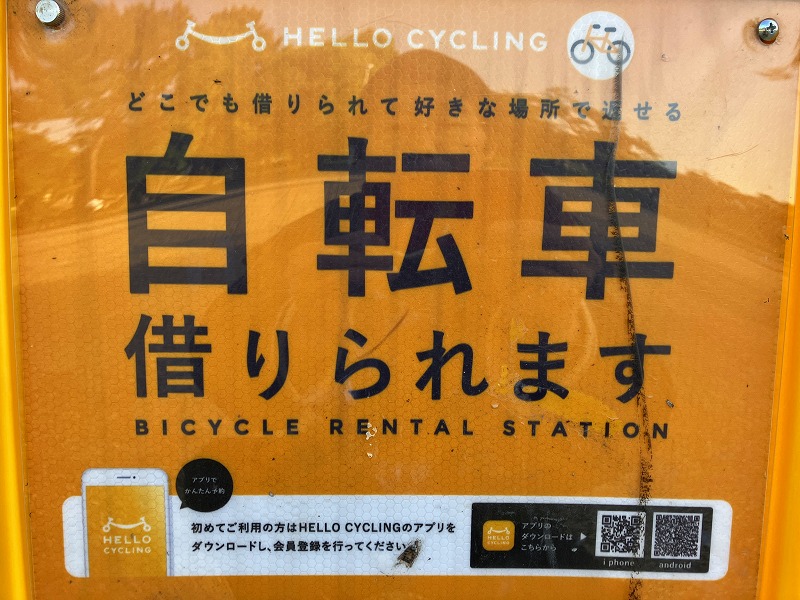 HELLO CYCLING
どこでも借りられて好きな場所で返せる
自転車
借りられます
BICYCLE RENTAL STATION
アプリで
かんたん予約
HELLO
CYCLING
初めてご利用の方はHELLO CYCLINGのアプリを
ダウンロードし、会員登録を行ってください。
HELLO
CYCLING
アプリの
ダウンロードは
こちらから
i phone
android